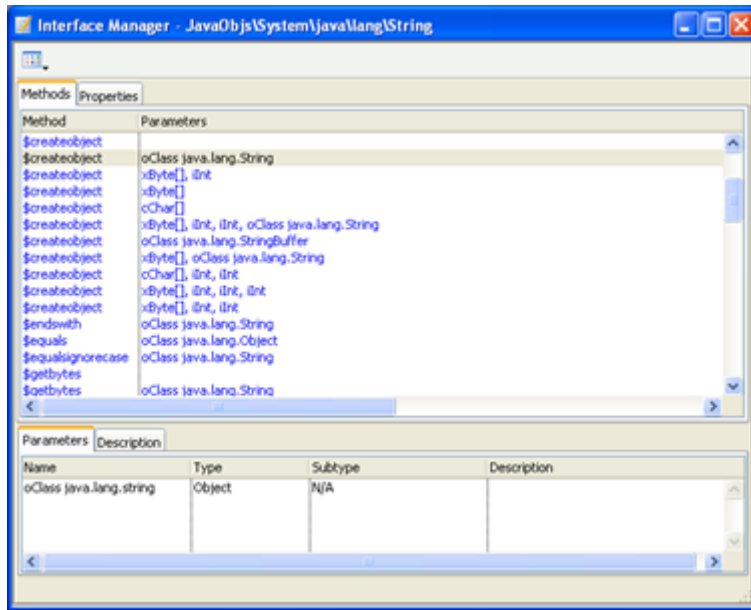 Interface Manager - JavaObjs\System\java\lang\String
Methods Properties
Method Parameters
$createobject
$createobject oClass java.lang.String
$createobject xByte[], iInt
$createobject xByte[]
$createobject cChar[]
$createobject xByte[], iInt, iInt, oClass java.lang.String
$createobject oClass java.lang.StringBuffer
$createobject xByte[], oClass java.lang.String
$createobject cChar[], iInt, iInt
$createobject xByte[], iInt, iInt, iInt
$createobject xByte[], iInt, iInt
$endswith oClass java.lang.String
$equals oClass java.lang.Object
$equalsignorecase oClass java.lang.String
$getbytes
$getbytes oClass java.lang.String
Parameters Description
Name Type Subtype Description
oClass java.lang.string Object N/A